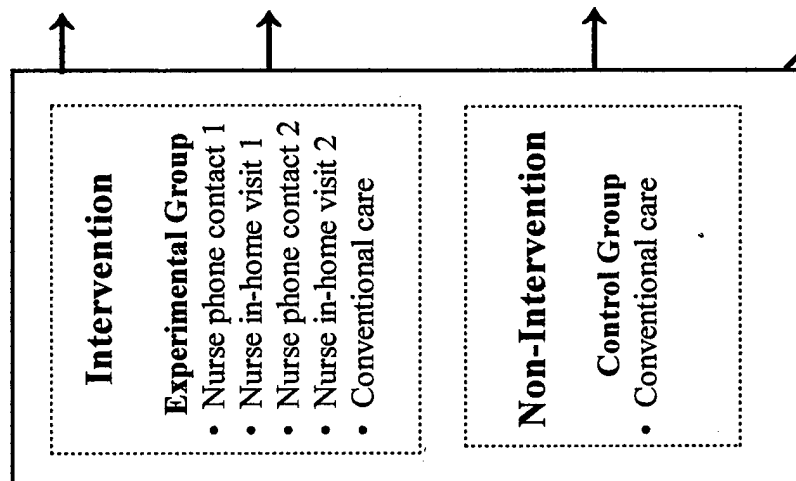 Intervention
Experimental Group
• Nurse phone contact 1
• Nurse in-home visit 1
• Nurse phone contact 2
• Nurse in-home visit 2
• Conventional care
Non-Intervention
Control Group
• Conventional care